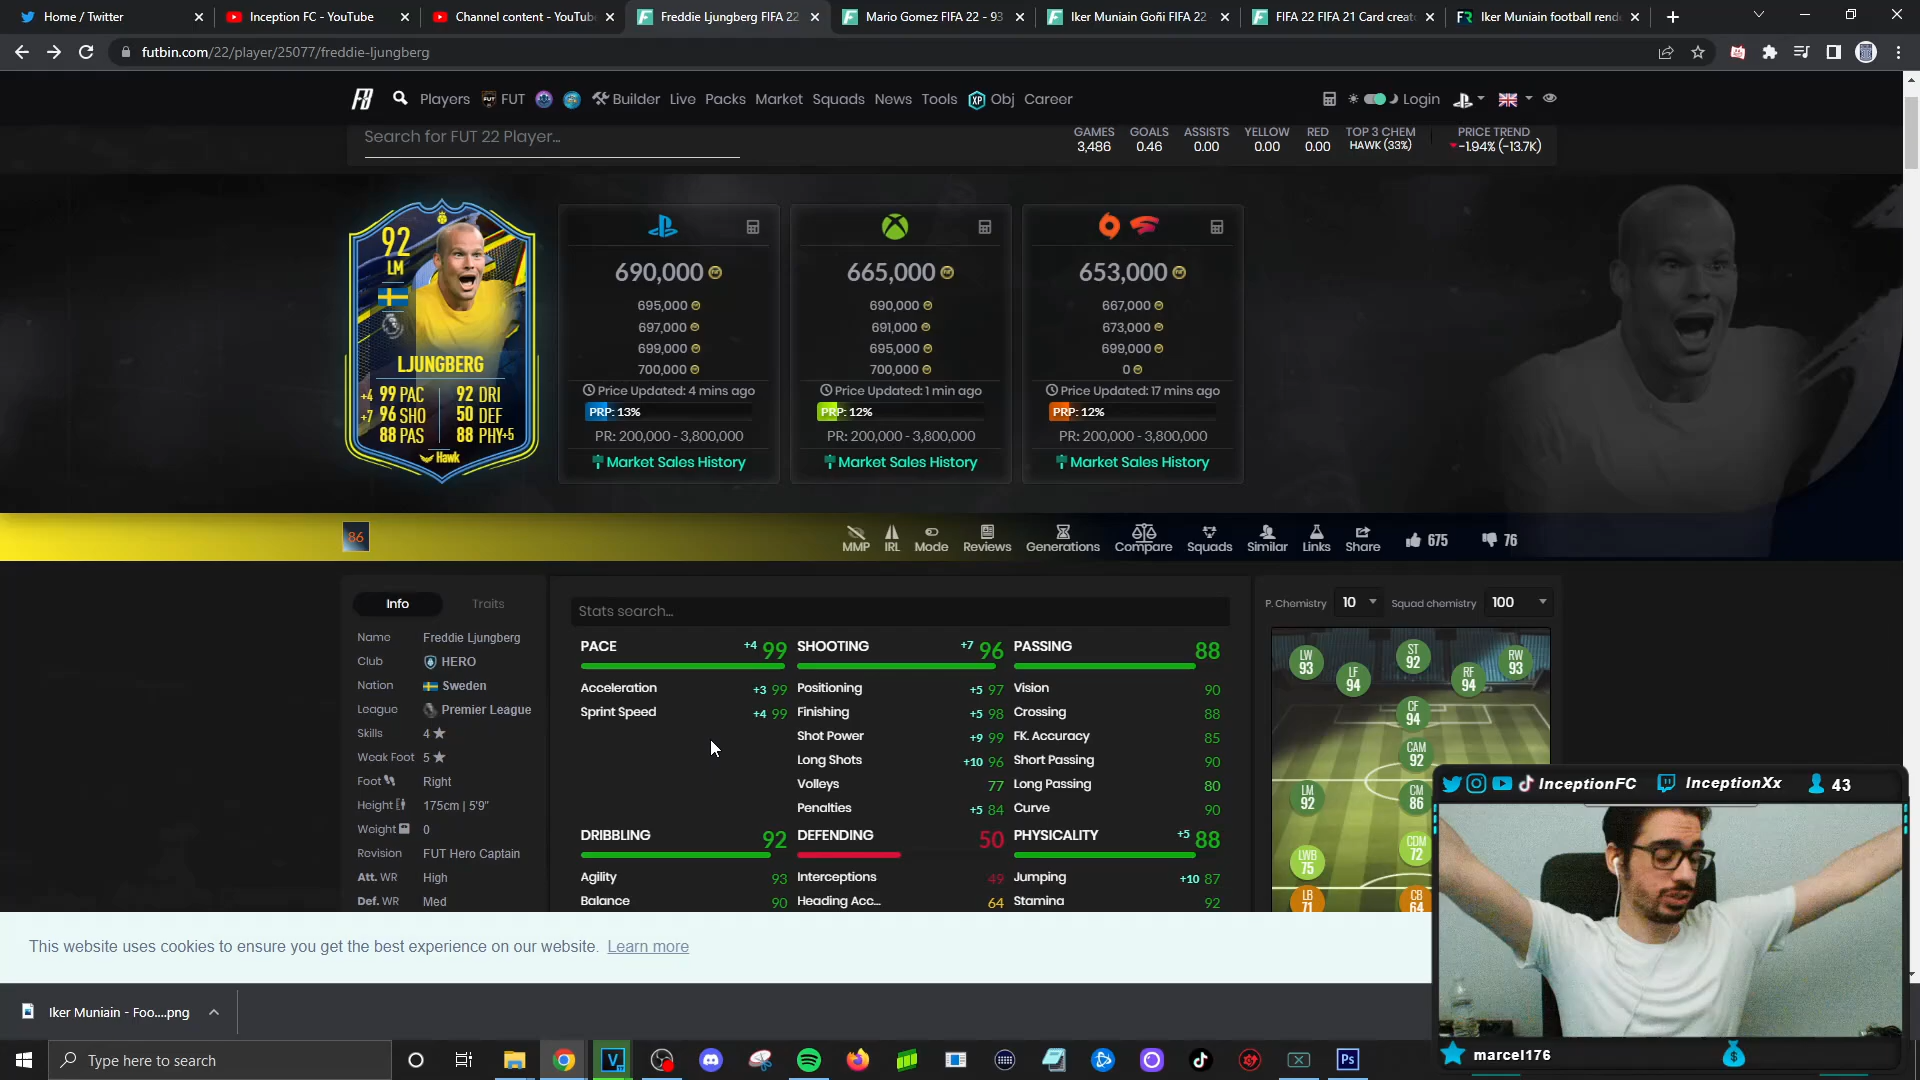 Home / Twitter
Inception FC - YouTube
Channel content - YouTube
Freddie Ljungberg FIFA 22
Mario Gomez FIFA 22 - 93
Iker Muniain Goñi FIFA 22
FIFA 22 FIFA 21 Card creato
Iker Muniain football rende
futbin.com/22/player/25077/freddie-ljungberg
Players FUT Builder Live Packs Market Squads News Tools XP Obj Career Login
Search for FUT 22 Player...
GAMES GOALS ASSISTS YELLOW RED TOP 3 CHEM PRICE TREND
3,486 0.46 0.00 0.00 0.00 HAWK (33%) -1.94% (-13.7K)
92
LM
LJUNGBERG
+4 99 PAC 92 DRI
+7 96 SHO 50 DEF
88 PAS 88 PHY +5
Hawk
690,000
695,000
697,000
699,000
700,000
Price Updated: 4 mins ago
PRP: 13%
PR: 200,000 - 3,800,000
Market Sales History
665,000
690,000
691,000
695,000
700,000
Price Updated: 1 min ago
PRP: 12%
PR: 200,000 - 3,800,000
Market Sales History
653,000
667,000
673,000
699,000
0
Price Updated: 17 mins ago
PRP: 12%
PR: 200,000 - 3,800,000
Market Sales History
86
MMP IRL Mode Reviews Generations Compare Squads Similar Links Share 675 76
Info Traits
Name Freddie Ljungberg
Club HERO
Nation Sweden
League Premier League
Skills 4
Weak Foot 5
Foot Right
Height 175cm | 5'9"
Weight 0
Revision FUT Hero Captain
Att. WR High
Def. WR Med
Stats search...
PACE +4 99
Acceleration +3 99
Sprint Speed +4 99
SHOOTING +7 96
Positioning +5 97
Finishing +5 98
Shot Power +9 99
Long Shots +10 96
Volleys 77
Penalties +5 84
PASSING 88
Vision 90
Crossing 88
FK. Accuracy 85
Short Passing 90
Long Passing 80
Curve 90
DRIBBLING 92
Agility 93
Balance 90
DEFENDING 50
Interceptions 49
Heading Acc... 64
PHYSICALITY +5 88
Jumping +10 87
Stamina 92
P. Chemistry 10 Squad chemistry 100
LW 93
LF 94
ST 92
RF 94
RW 93
CF 94
CAM 92
LM 92
CM 86
LWB 75
CDM 72
LB 71
CB 64
InceptionFC InceptionXx 43
marcel176
This website uses cookies to ensure you get the best experience on our website. Learn more
Iker Muniain - Foo....png
Type here to search
Ps